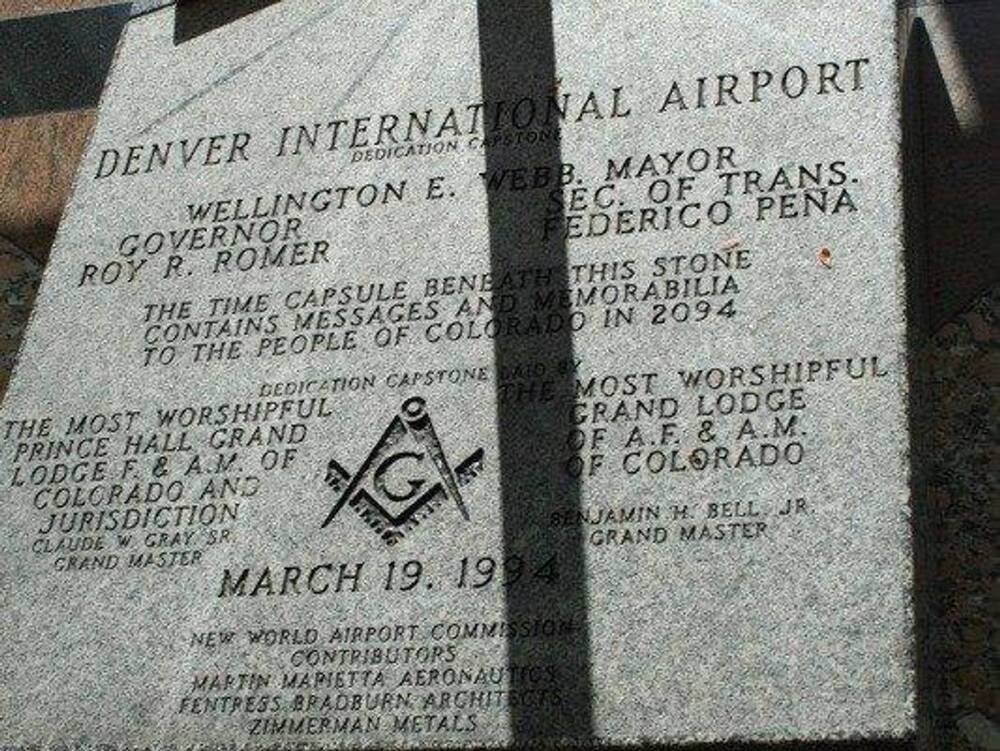 DENVER INTERNATIONAL AIRPORT
DEDICATION CAPSTONE
WELLINGTON E. WEBB. MAYOR
GOVERNOR
ROY R. ROMER
SEC. OF TRANS.
FEDERICO PEÑA
THE TIME CAPSULE BENEATH THIS STONE
CONTAINS MESSAGES AND MEMORABILIA
TO THE PEOPLE OF COLORADO IN 2094
DEDICATION CAPSTONE LAID BY
THE MOST WORSHIPFUL
PRINCE HALL GRAND
LODGE F. & A.M. OF
COLORADO AND
JURISDICTION
CLAUDE W. GRAY SR.
GRAND MASTER
G
THE MOST WORSHIPFUL
GRAND LODGE
OF A.F. & A.M.
OF COLORADO
BENJAMIN H. BELL. JR.
GRAND MASTER
MARCH 19. 1994
NEW WORLD AIRPORT COMMISSION
CONTRIBUTORS
MARTIN MARIETTA AERONAUTICS
FENTRESS BRADBURN ARCHITECTS
ZIMMERMAN METALS